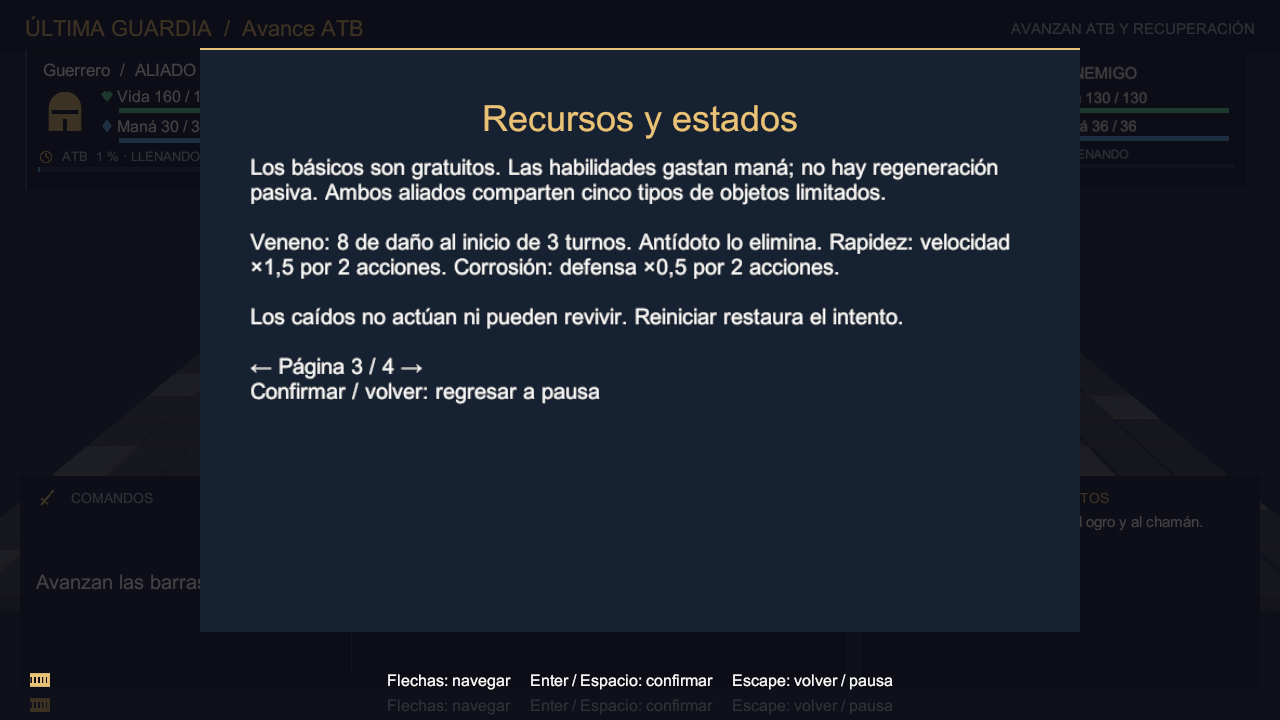 ÚLTIMA GUARDIA / Avance ATB
AVANZAN ATB Y RECUPERACIÓN
Guerrero / ALIADO
Vida 160 / 1
Maná 30 / 3
ATB 1 % · LLENANDO
NEMIGO
130 / 130
á 36 / 36
ENANDO
Recursos y estados
Los básicos son gratuitos. Las habilidades gastan maná; no hay regeneración
pasiva. Ambos aliados comparten cinco tipos de objetos limitados.
Veneno: 8 de daño al inicio de 3 turnos. Antídoto lo elimina. Rapidez: velocidad
×1,5 por 2 acciones. Corrosión: defensa ×0,5 por 2 acciones.
Los caídos no actúan ni pueden revivir. Reiniciar restaura el intento.
← Página 3 / 4 →
Confirmar / volver: regresar a pausa
COMANDOS
Avanzan las barras
TOS
l ogro y al chamán.
Flechas: navegar Enter / Espacio: confirmar Escape: volver / pausa
Flechas: navegar Enter / Espacio: confirmar Escape: volver / pausa